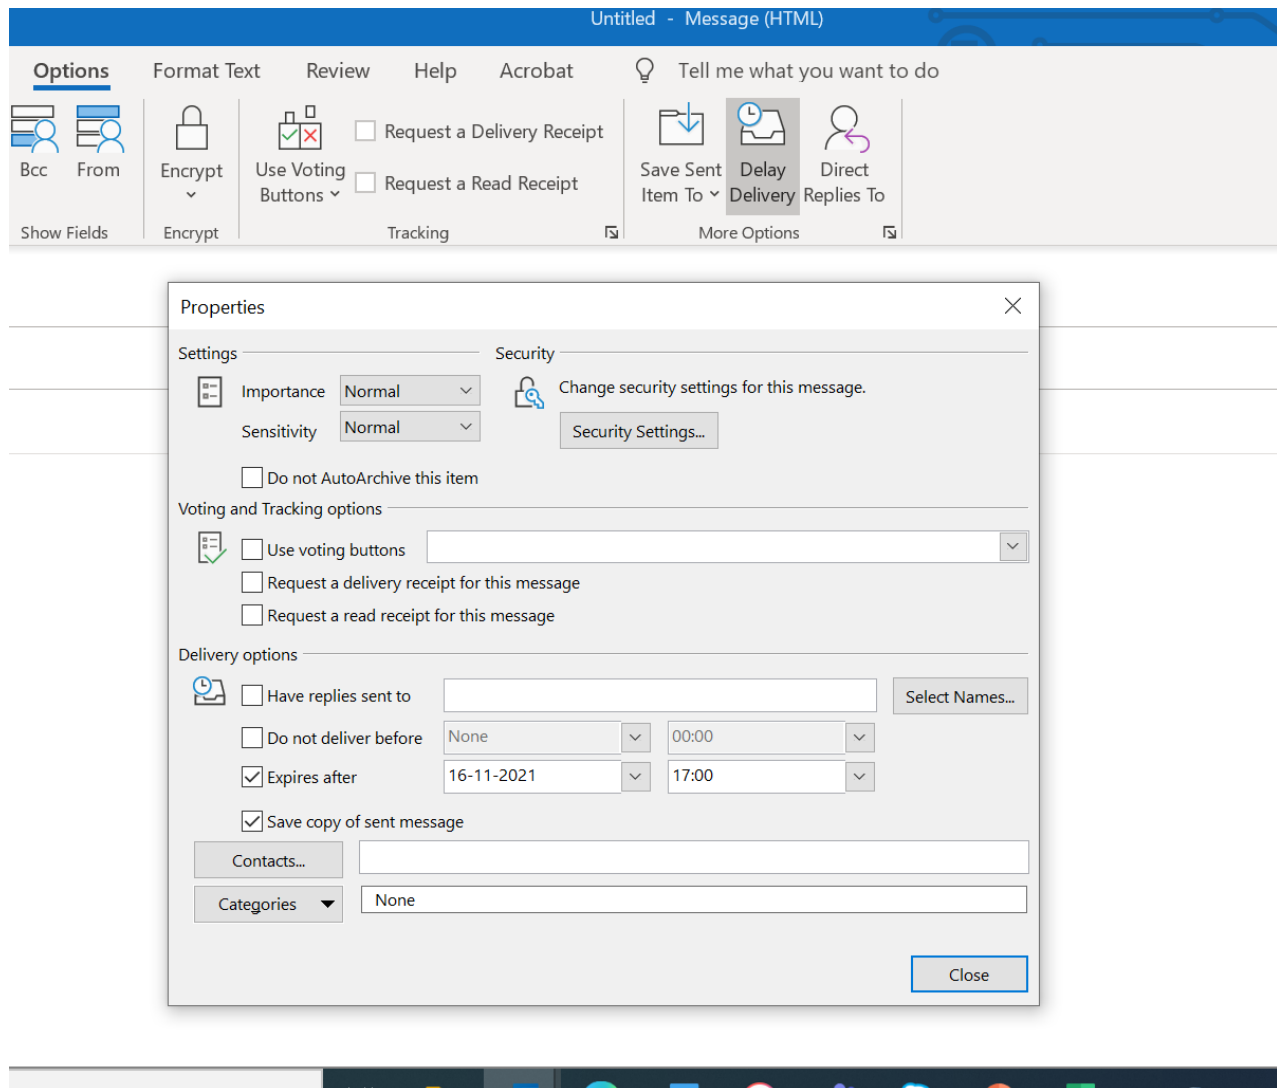 Untitled - Message (HTML)
Options Format Text Review Help Acrobat Tell me what you want to do
Bcc From Encrypt Use Voting Buttons Request a Delivery Receipt
Request a Read Receipt
Save Sent Item To Delay Delivery Direct Replies To
Show Fields Encrypt Tracking More Options
Properties
Settings Security
Importance Normal Change security settings for this message.
Sensitivity Normal Security Settings...
Do not AutoArchive this item
Voting and Tracking options
Use voting buttons
Request a delivery receipt for this message
Request a read receipt for this message
Delivery options
Have replies sent to Select Names...
Do not deliver before None 00:00
Expires after 16-11-2021 17:00
Save copy of sent message
Contacts...
Categories None
Close